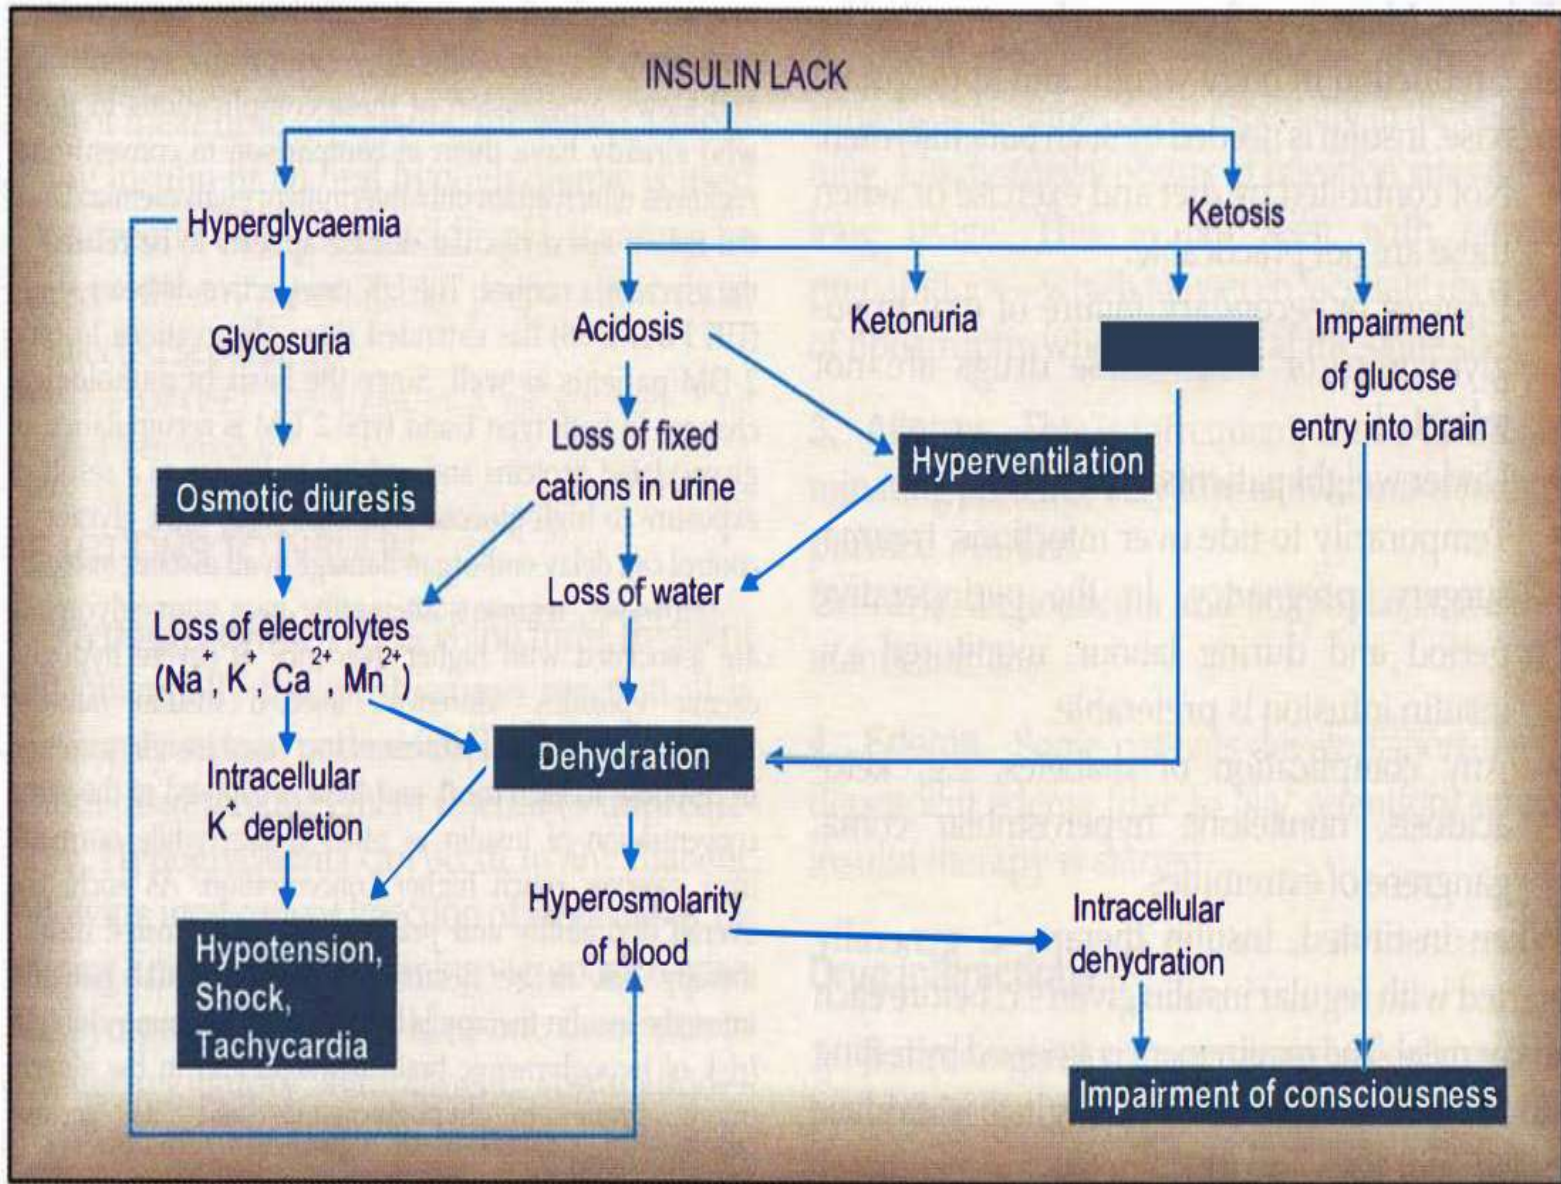 INSULIN LACK
Hyperglycaemia
Ketosis
Glycosuria
Acidosis
Ketonuria
Impairment
of glucose
entry into brain
Osmotic diuresis
Loss of fixed
cations in urine
Hyperventilation
Loss of electrolytes
(Na⁺, K⁺, Ca²⁺, Mn²⁺)
Loss of water
Intracellular
K⁺ depletion
Dehydration
Hypotension,
Shock,
Tachycardia
Hyperosmolarity
of blood
Intracellular
dehydration
Impairment of consciousness